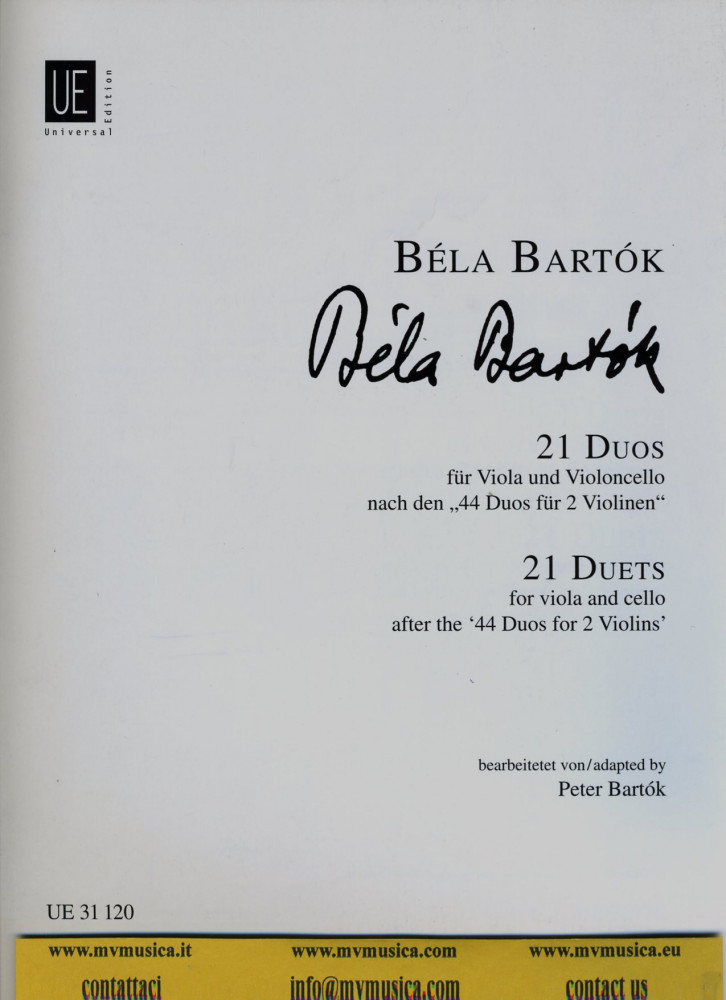 UE
Universal
Edition
BÉLA BARTÓK
Béla Bartók
21 DUOS
für Viola und Violoncello
nach den „44 Duos für 2 Violinen“
21 DUETS
for viola and cello
after the ‘44 Duos for 2 Violins’
bearbeitetet von/adapted by
Peter Bartók
UE 31 120
www.mvmusica.it www.mvmusica.com www.mvmusica.eu
contattaci info@mvmusica.com contact us